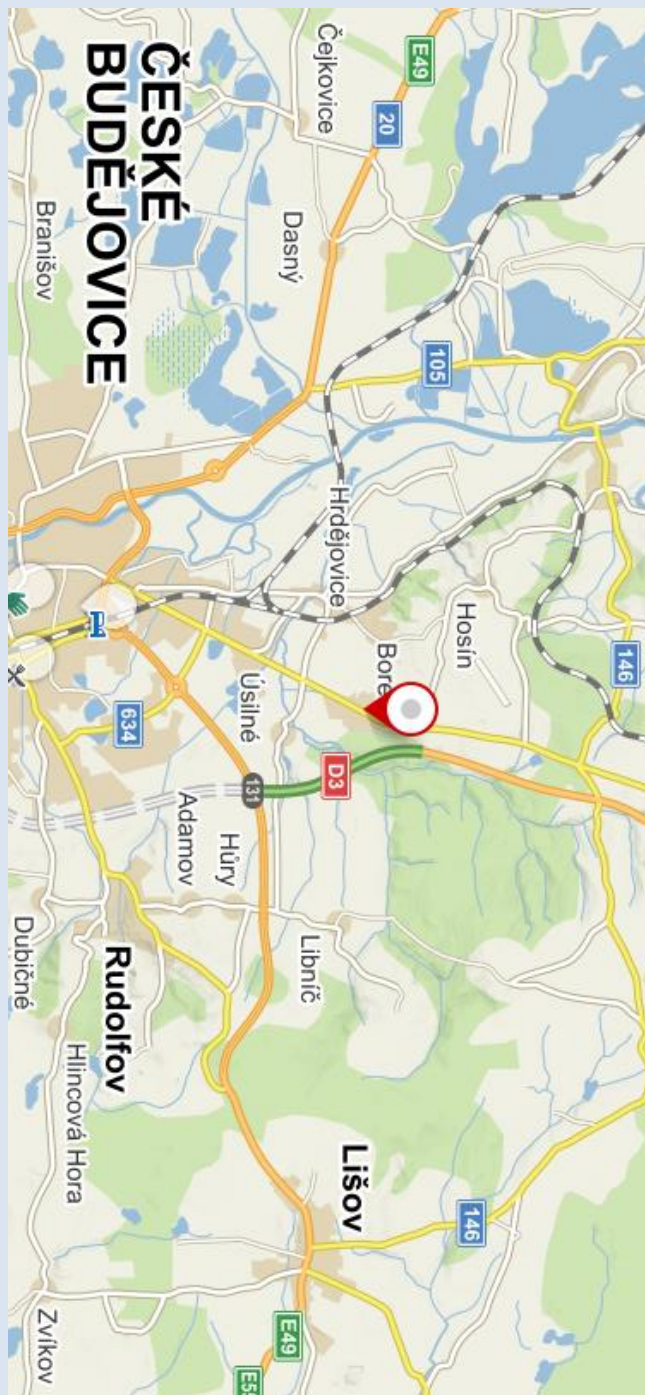 Čejkovice
E49
20
Dasný
ČESKÉ
BUDĚJOVICE
Branišov
105
Hrdějovice
Hosín
Bore
146
Úsilné
634
D3
131
Hůry
Adamov
Libníč
Rudolfov
Dubičné
Hlincová Hora
Lišov
146
E49
Zvíkov